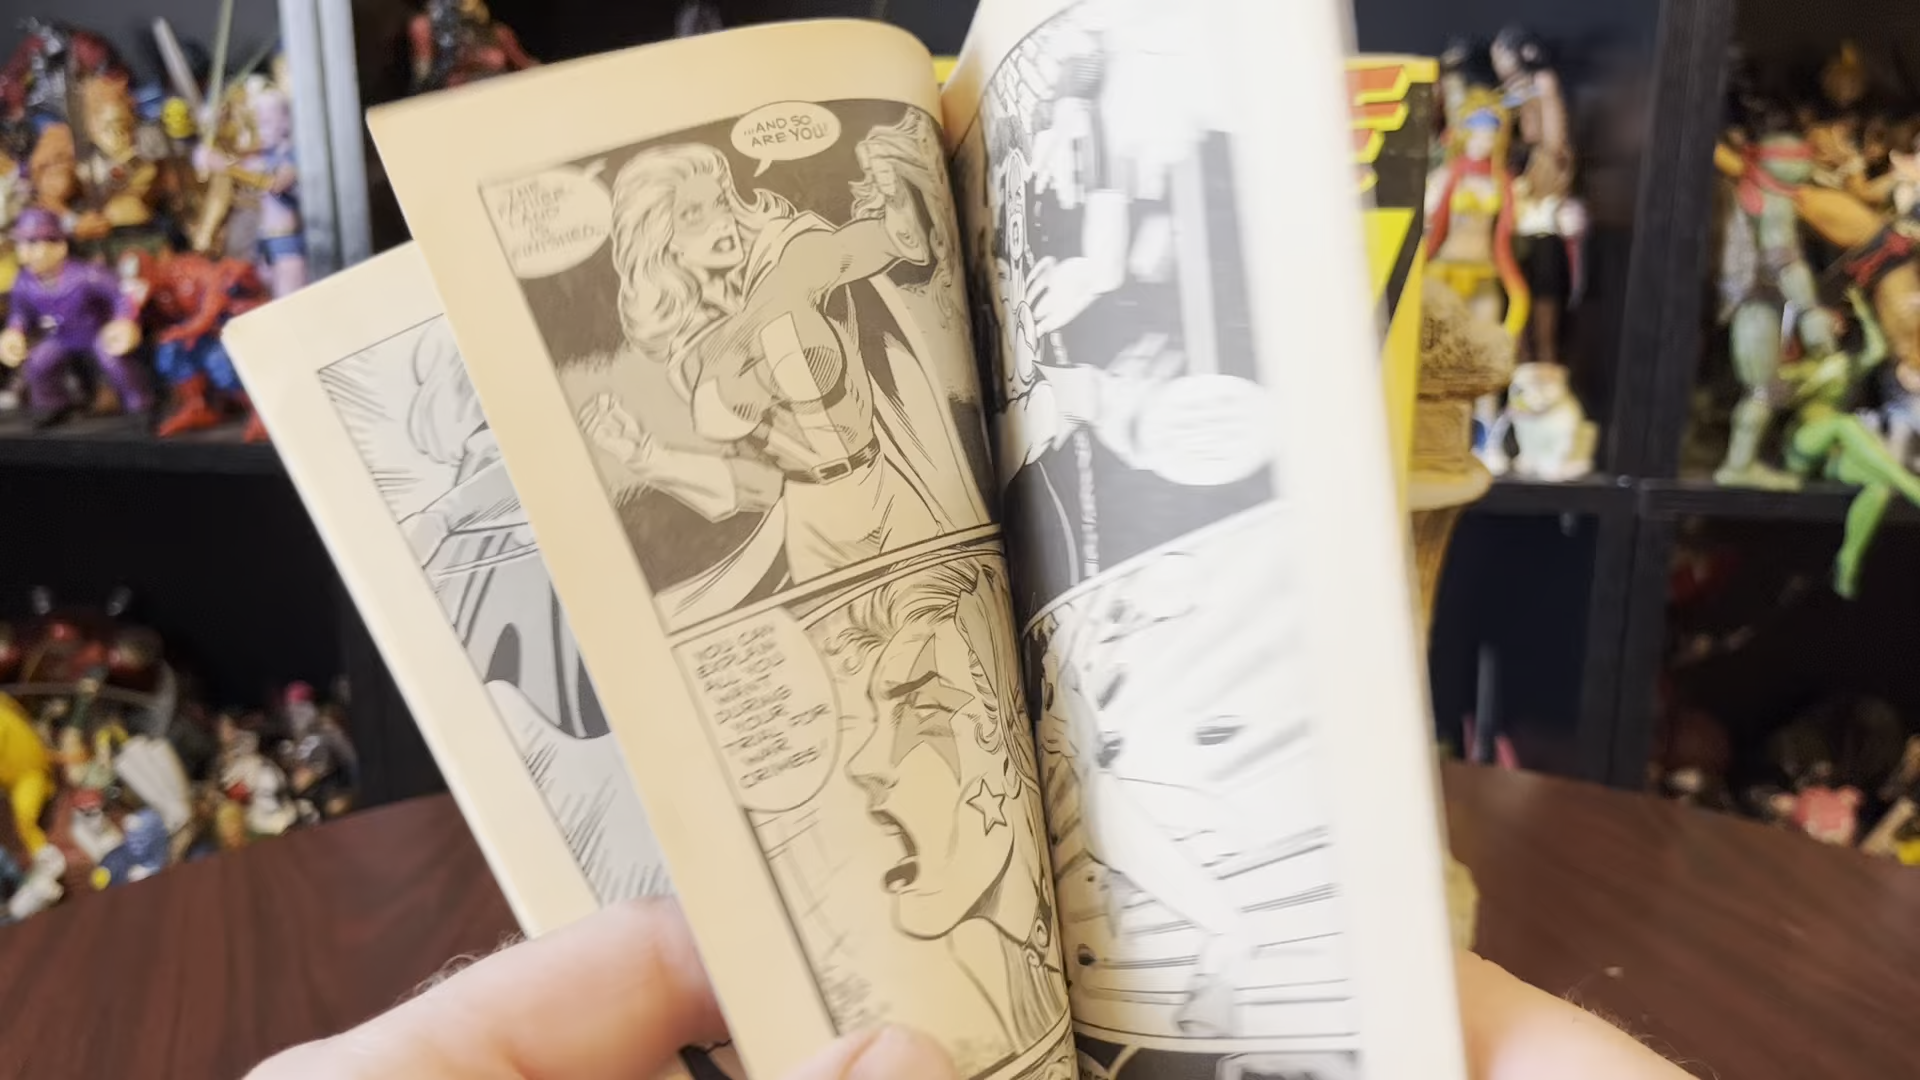 THE
FATHER-
LAND
IS
FINISHED...
...AND SO
ARE YOU!
YOU CAN
EXPLAIN
ALL YOU
WANT
DURING
YOUR
TRIAL FOR
WAR
CRIMES!